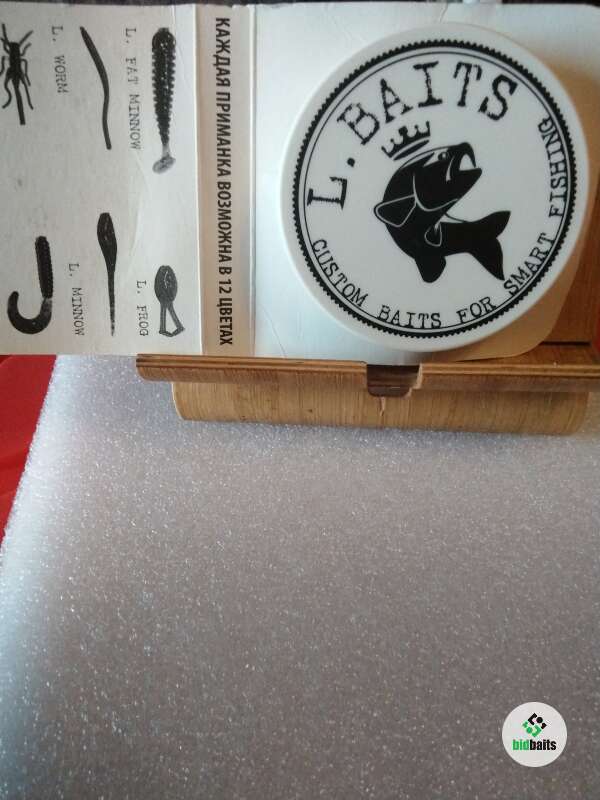 L. FAT MINNOW
L. WORM
L. FROG
L. MINNOW
КАЖДАЯ ПРИМАНКА ВОЗМОЖНА В 12 ЦВЕТАХ
L. BAITS
CUSTOM BAITS FOR SMART FISHING
bidbaits